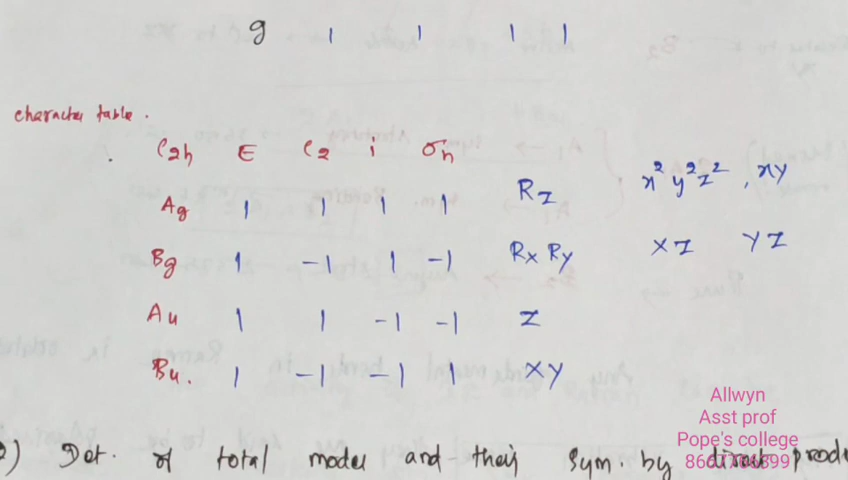 g 1 1 1 1
character table.
C2h E C2 i σh
Ag 1 1 1 1 Rz x² y² z², xy
Bg 1 -1 1 -1 Rx Ry xz yz
Au 1 1 -1 -1 z
Bu. 1 -1 -1 1 xy
Allwyn
Asst prof
Pope's college
) Det. of total modes and their sym. by direct produ